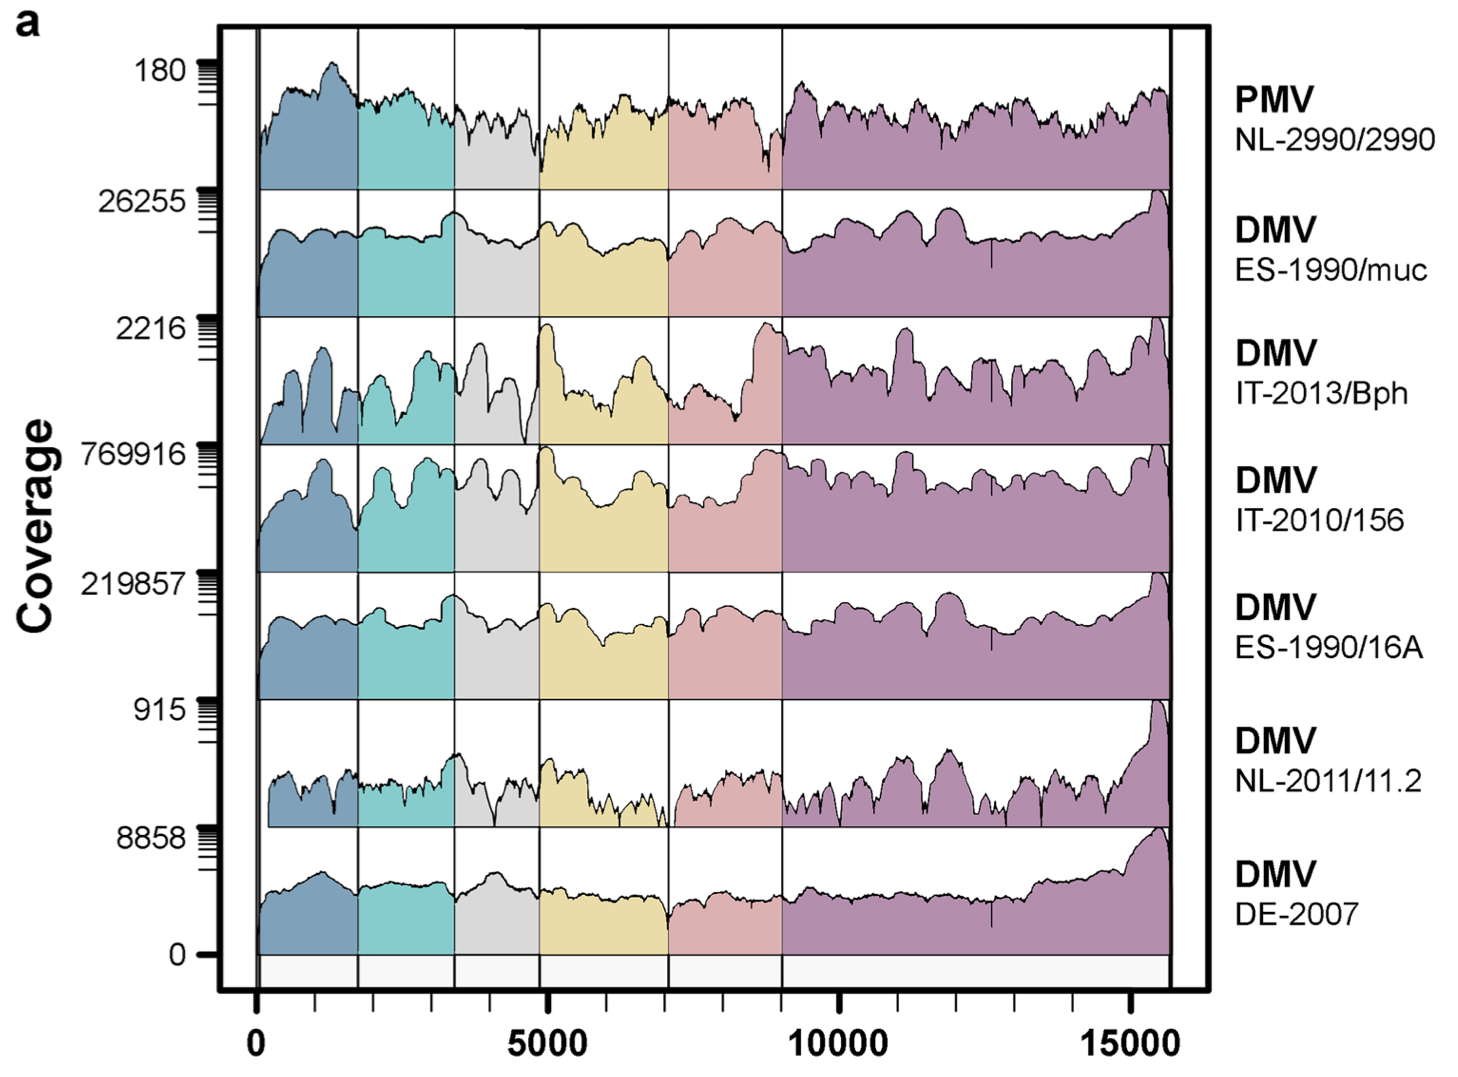 a
180
PMV
NL-2990/2990
26255
DMV
ES-1990/muc
2216
DMV
IT-2013/Bph
Coverage
769916
DMV
IT-2010/156
219857
DMV
ES-1990/16A
915
DMV
NL-2011/11.2
8858
DMV
DE-2007
0
0 5000 10000 15000